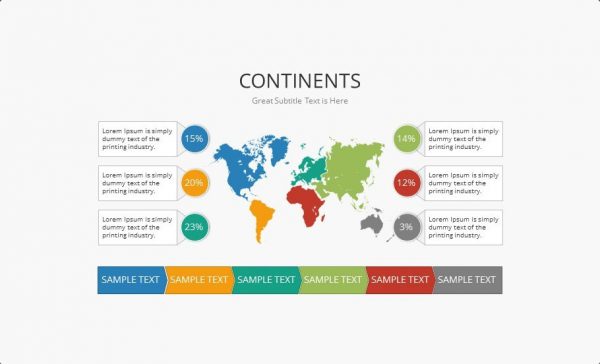 CONTINENTS
Great Subtitle Text is Here
Lorem Ipsum is simply
dummy text of the
printing industry.
15%
14%
Lorem Ipsum is simply
dummy text of the
printing industry.
Lorem Ipsum is simply
dummy text of the
printing industry.
20%
12%
Lorem Ipsum is simply
dummy text of the
printing industry.
Lorem Ipsum is simply
dummy text of the
printing industry.
23%
3%
Lorem Ipsum is simply
dummy text of the
printing industry.
SAMPLE TEXT
SAMPLE TEXT
SAMPLE TEXT
SAMPLE TEXT
SAMPLE TEXT
SAMPLE TEXT